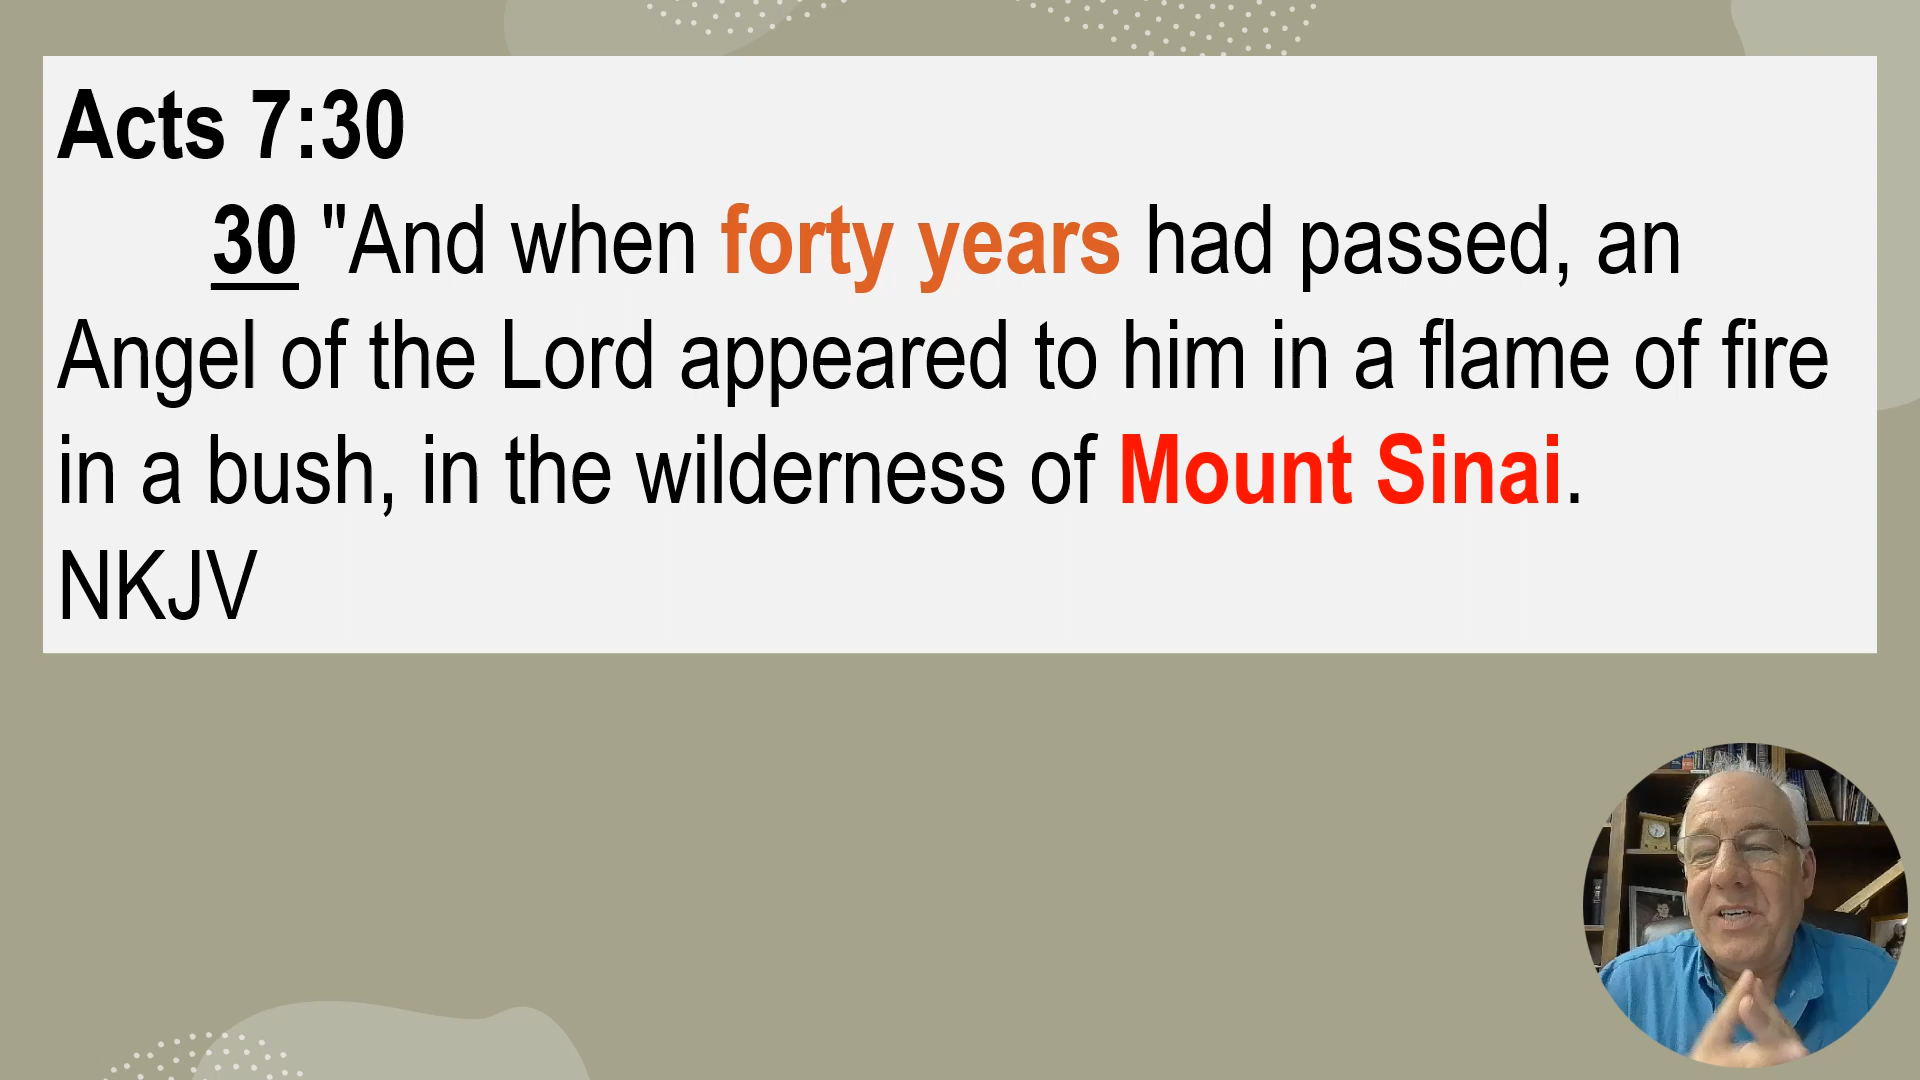 Acts 7:30
30 "And when forty years had passed, an
Angel of the Lord appeared to him in a flame of fire
in a bush, in the wilderness of Mount Sinai.
NKJV